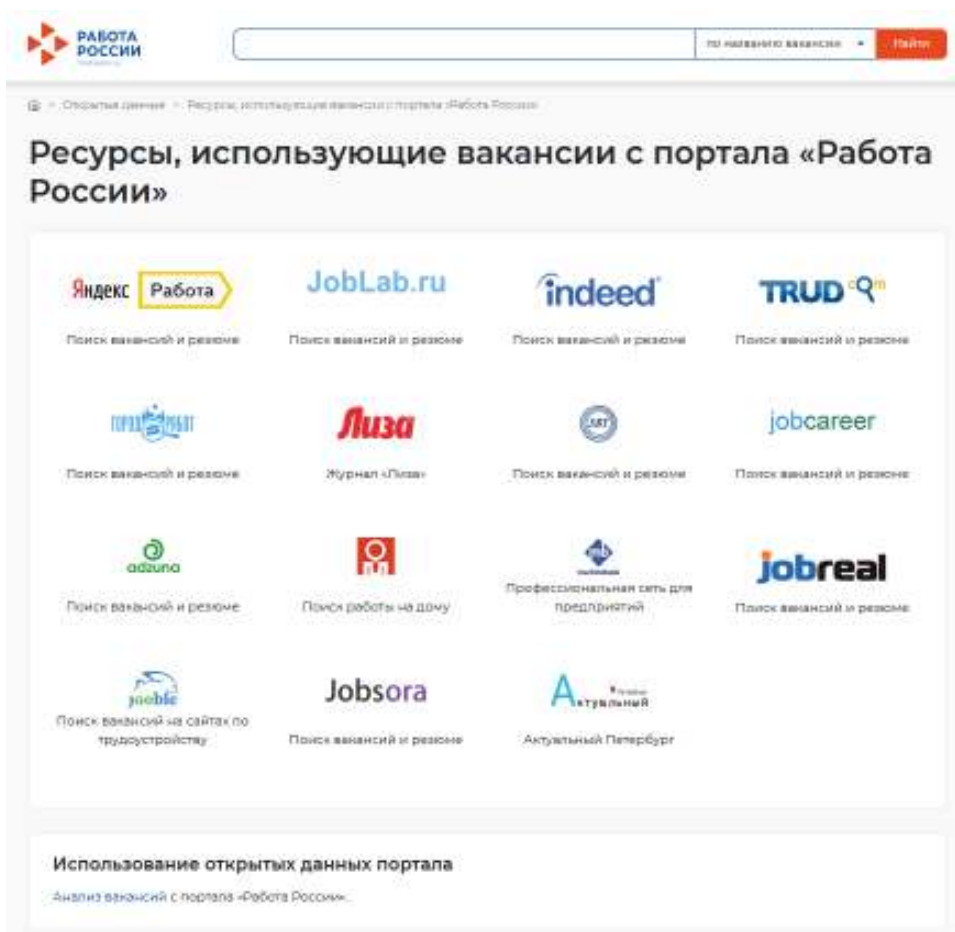 РАБОТА
РОССИИ
по названию вакансии
Найти
Открытые данные > Ресурсы, использующие вакансии с портала «Работа России»
Ресурсы, использующие вакансии с портала «Работа
России»
Яндекс Работа
JobLab.ru
indeed
TRUD
Поиск вакансий и резюме
Поиск вакансий и резюме
Поиск вакансий и резюме
Поиск вакансий и резюме
ГОРОД РАБОТ
Лиза
jobcareer
Поиск вакансий и резюме
Журнал «Лиза»
Поиск вакансий и резюме
Поиск вакансий и резюме
adzuna
jobreal
Поиск вакансий и резюме
Поиск работы на дому
Профессиональная сеть для
предприятий
Поиск вакансий и резюме
jooble
Jobsora
Актуальный
Поиск вакансий на сайтах по
трудоустройству
Поиск вакансий и резюме
Актуальный Петербург
Использование открытых данных портала
Анализ вакансий с портала «Работа России».